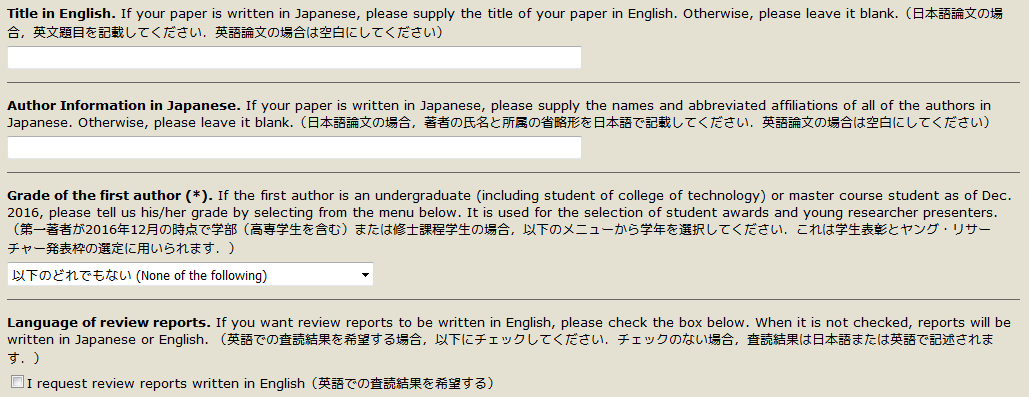 Title in English. If your paper is written in Japanese, please supply the title of your paper in English. Otherwise, please leave it blank.（日本語論文の場
合，英文題目を記載してください．英語論文の場合は空白にしてください）
Author Information in Japanese. If your paper is written in Japanese, please supply the names and abbreviated affiliations of all of the authors in
Japanese. Otherwise, please leave it blank.（日本語論文の場合，著者の氏名と所属の省略形を日本語で記載してください．英語論文の場合は空白にしてください）
Grade of the first author (*). If the first author is an undergraduate (including student of college of technology) or master course student as of Dec.
2016, please tell us his/her grade by selecting from the menu below. It is used for the selection of student awards and young researcher presenters.
（第一著者が2016年12月の時点で学部（高専学生を含む）または修士課程学生の場合，以下のメニューから学年を選択してください．これは学生表彰とヤング・リサー
チャー発表枠の選定に用いられます．）
以下のどれでもない (None of the following)
Language of review reports. If you want review reports to be written in English, please check the box below. When it is not checked, reports will be
written in Japanese or English. （英語での査読結果を希望する場合，以下にチェックしてください．チェックのない場合，査読結果は日本語または英語で記述されま
す．）
I request review reports written in English（英語での査読結果を希望する）